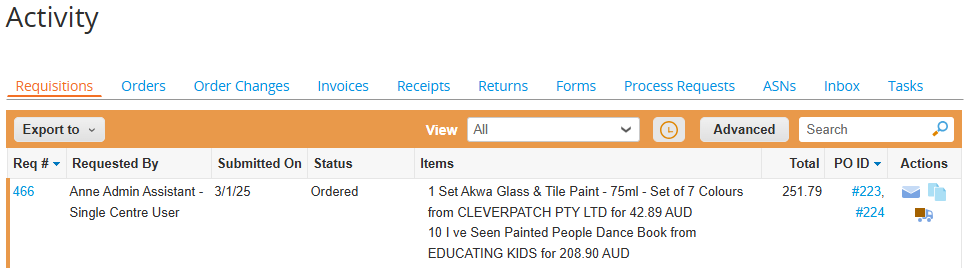 Activity
Requisitions Orders Order Changes Invoices Receipts Returns Forms Process Requests ASNs Inbox Tasks
Export to View All Advanced Search
Req # Requested By Submitted On Status Items Total PO ID Actions
466 Anne Admin Assistant - 3/1/25 Ordered 1 Set Akwa Glass & Tile Paint - 75ml - Set of 7 Colours 251.79 #223,
Single Centre User from CLEVERPATCH PTY LTD for 42.89 AUD #224
10 I ve Seen Painted People Dance Book from
EDUCATING KIDS for 208.90 AUD